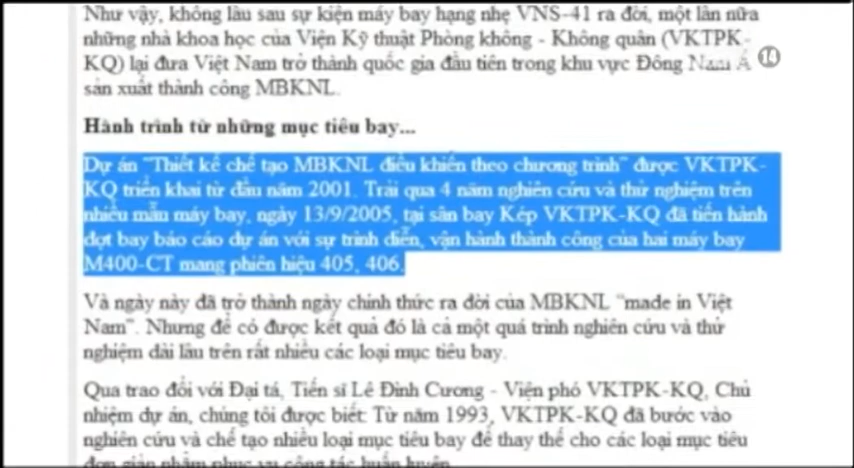 Như vậy, không lâu sau sự kiện máy bay hạng nhẹ VNS-41 ra đời, một lần nữa
những nhà khoa học của Viện Kỹ thuật Phòng không - Không quân (VKTPK-
KQ) lại đưa Việt Nam trở thành quốc gia đầu tiên trong khu vực Đông Nam Á
sản xuất thành công MBKNL.
Hành trình từ những mục tiêu bay...
Dự án "Thiết kế chế tạo MBKNL điều khiển theo chương trình" được VKTPK-
KQ triển khai từ đầu năm 2001. Trải qua 4 năm nghiên cứu và thử nghiệm trên
nhiều mẫu máy bay, ngày 13/9/2005, tại sân bay Kép VKTPK-KQ đã tiến hành
đợt bay báo cáo dự án với sự trình diễn, vận hành thành công của hai máy bay
M400-CT mang phiên hiệu 405, 406.
Và ngày này đã trở thành ngày chính thức ra đời của MBKNL "made in Việt
Nam". Nhưng để có được kết quả đó là cả một quá trình nghiên cứu và thử
nghiệm dài lâu trên rất nhiều các loại mục tiêu bay.
Qua trao đổi với Đại tá, Tiến sĩ Lê Đình Cương - Viện phó VKTPK-KQ, Chủ
nhiệm dự án, chúng tôi được biết: Từ năm 1993, VKTPK-KQ đã bước vào
nghiên cứu và chế tạo nhiều loại mục tiêu bay để thay thế cho các loại mục tiêu
đơn giản nhằm phục vụ công tác huấn luyện